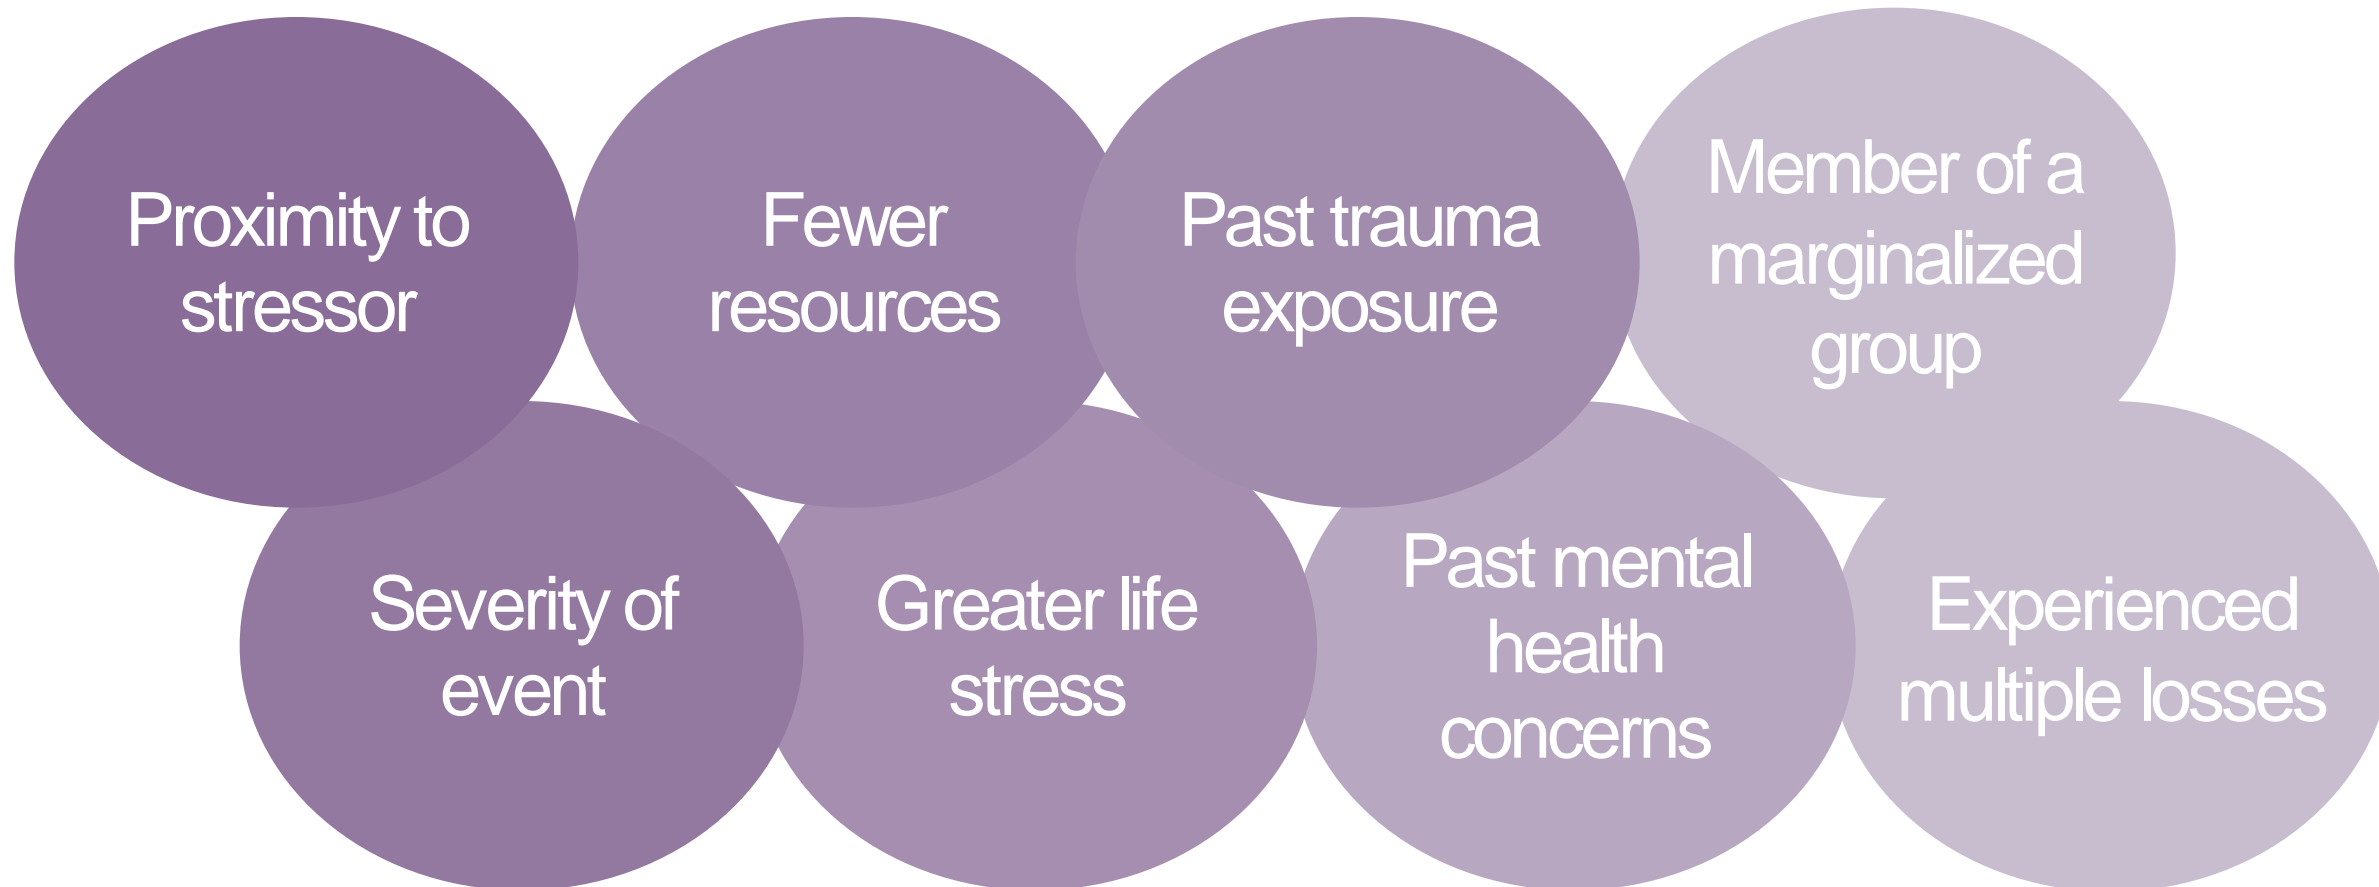 Proximity to
stressor
Fewer
resources
Past trauma
exposure
Member of a
marginalized
group
Severity of
event
Greater life
stress
Past mental
health
concerns
Experienced
multiple losses